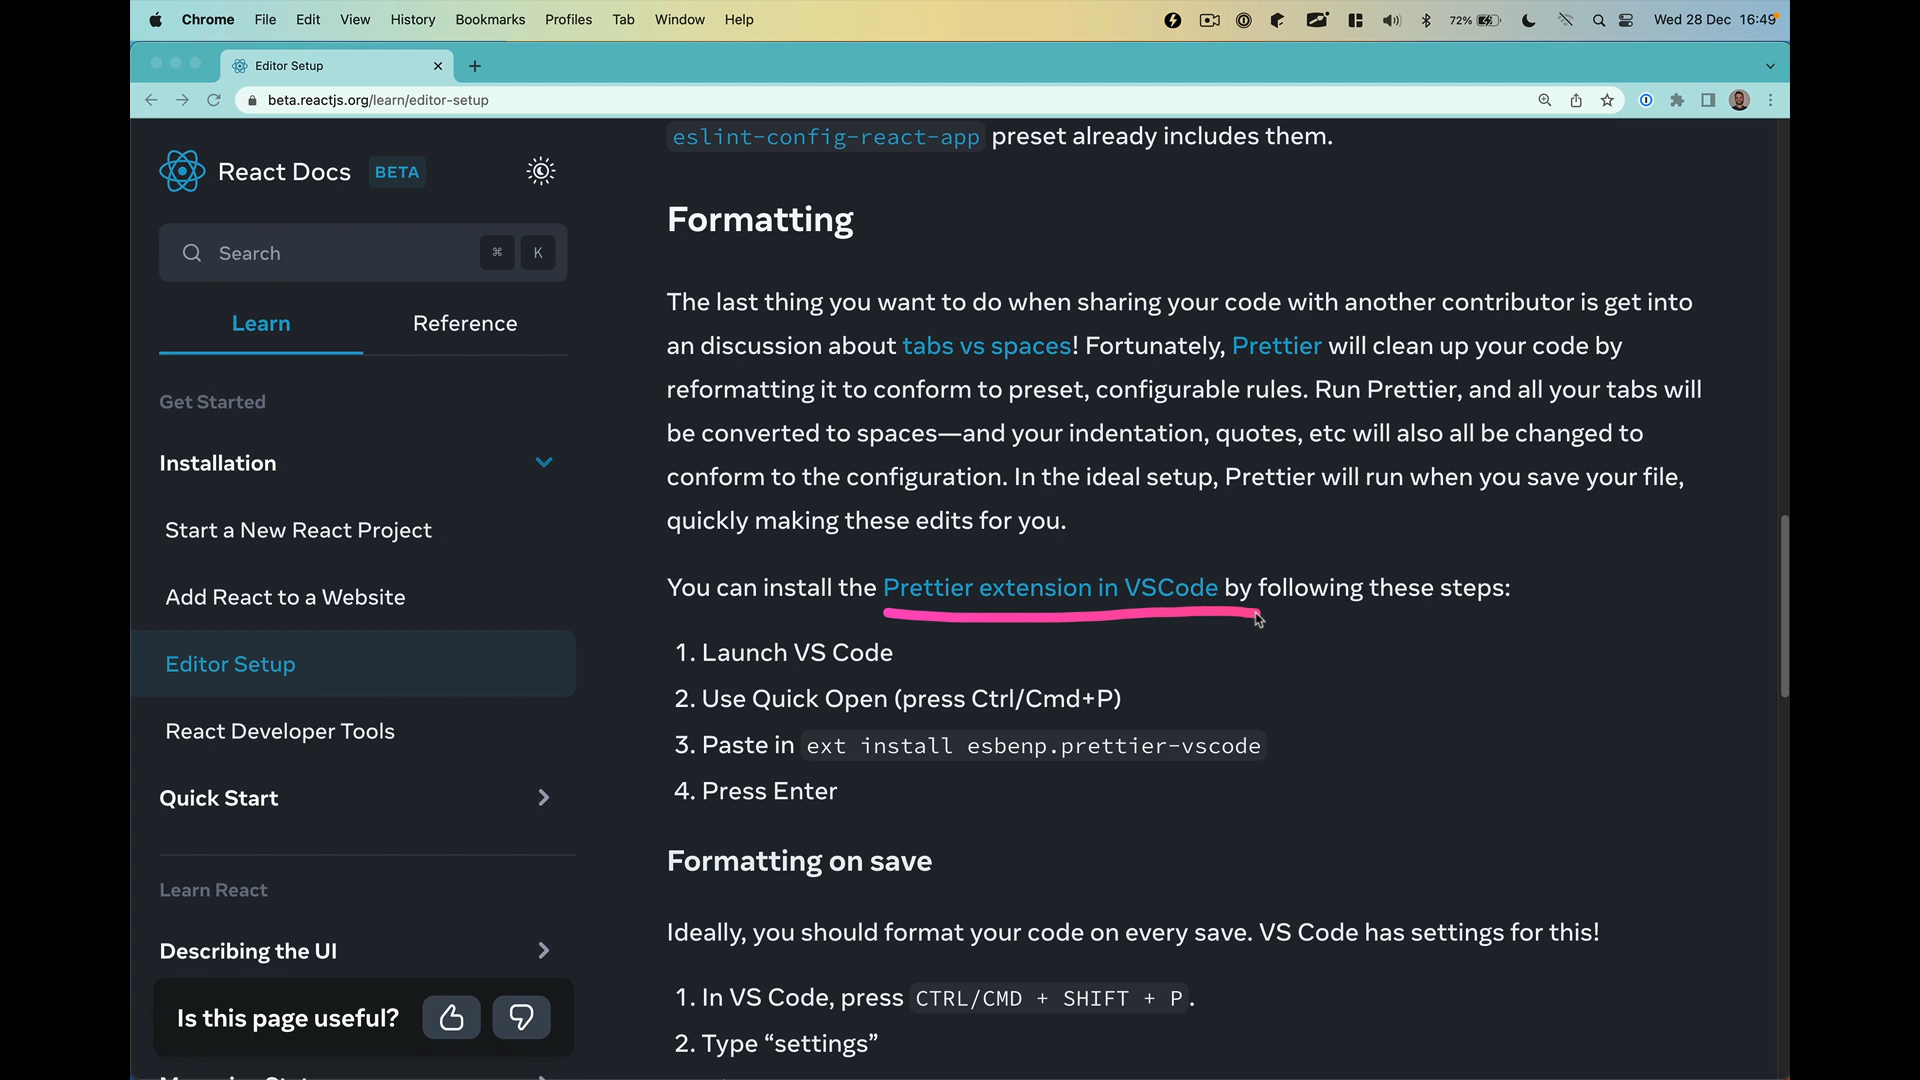 Chrome File Edit View History Bookmarks Profiles Tab Window Help 72% Wed 28 Dec 16:49
Editor Setup
beta.reactjs.org/learn/editor-setup
React Docs BETA
Search ⌘ K
Learn Reference
Get Started
Installation
Start a New React Project
Add React to a Website
Editor Setup
React Developer Tools
Quick Start
Learn React
Describing the UI
Is this page useful?
eslint-config-react-app preset already includes them.
Formatting
The last thing you want to do when sharing your code with another contributor is get into
an discussion about tabs vs spaces! Fortunately, Prettier will clean up your code by
reformatting it to conform to preset, configurable rules. Run Prettier, and all your tabs will
be converted to spaces—and your indentation, quotes, etc will also all be changed to
conform to the configuration. In the ideal setup, Prettier will run when you save your file,
quickly making these edits for you.
You can install the Prettier extension in VSCode by following these steps:
1. Launch VS Code
2. Use Quick Open (press Ctrl/Cmd+P)
3. Paste in ext install esbenp.prettier-vscode
4. Press Enter
Formatting on save
Ideally, you should format your code on every save. VS Code has settings for this!
1. In VS Code, press CTRL/CMD + SHIFT + P.
2. Type “settings”